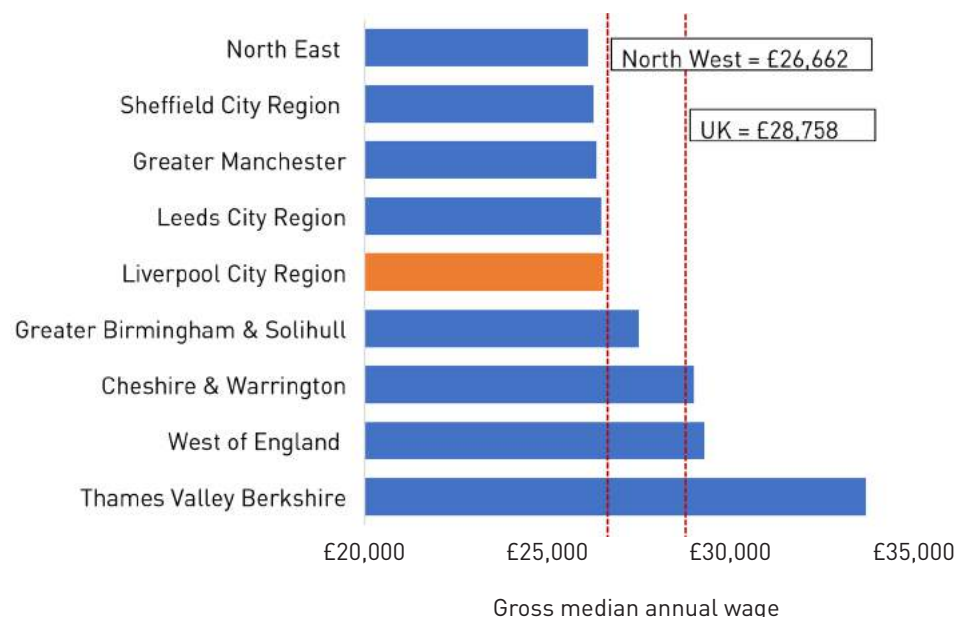 North East
North West = £26,662
Sheffield City Region
UK = £28,758
Greater Manchester
Leeds City Region
Liverpool City Region
Greater Birmingham & Solihull
Cheshire & Warrington
West of England
Thames Valley Berkshire
£20,000 £25,000 £30,000 £35,000
Gross median annual wage